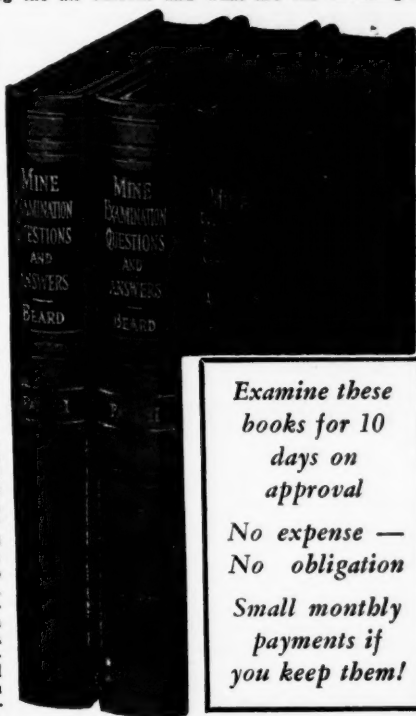 MINE
EXAMINATION
QUESTIONS
AND
ANSWERS
BEARD
MINE
EXAMINATION
QUESTIONS
AND
ANSWERS
BEARD
Examine these
books for 10
days on
approval
No expense —
No obligation
Small monthly
payments if
you keep them!